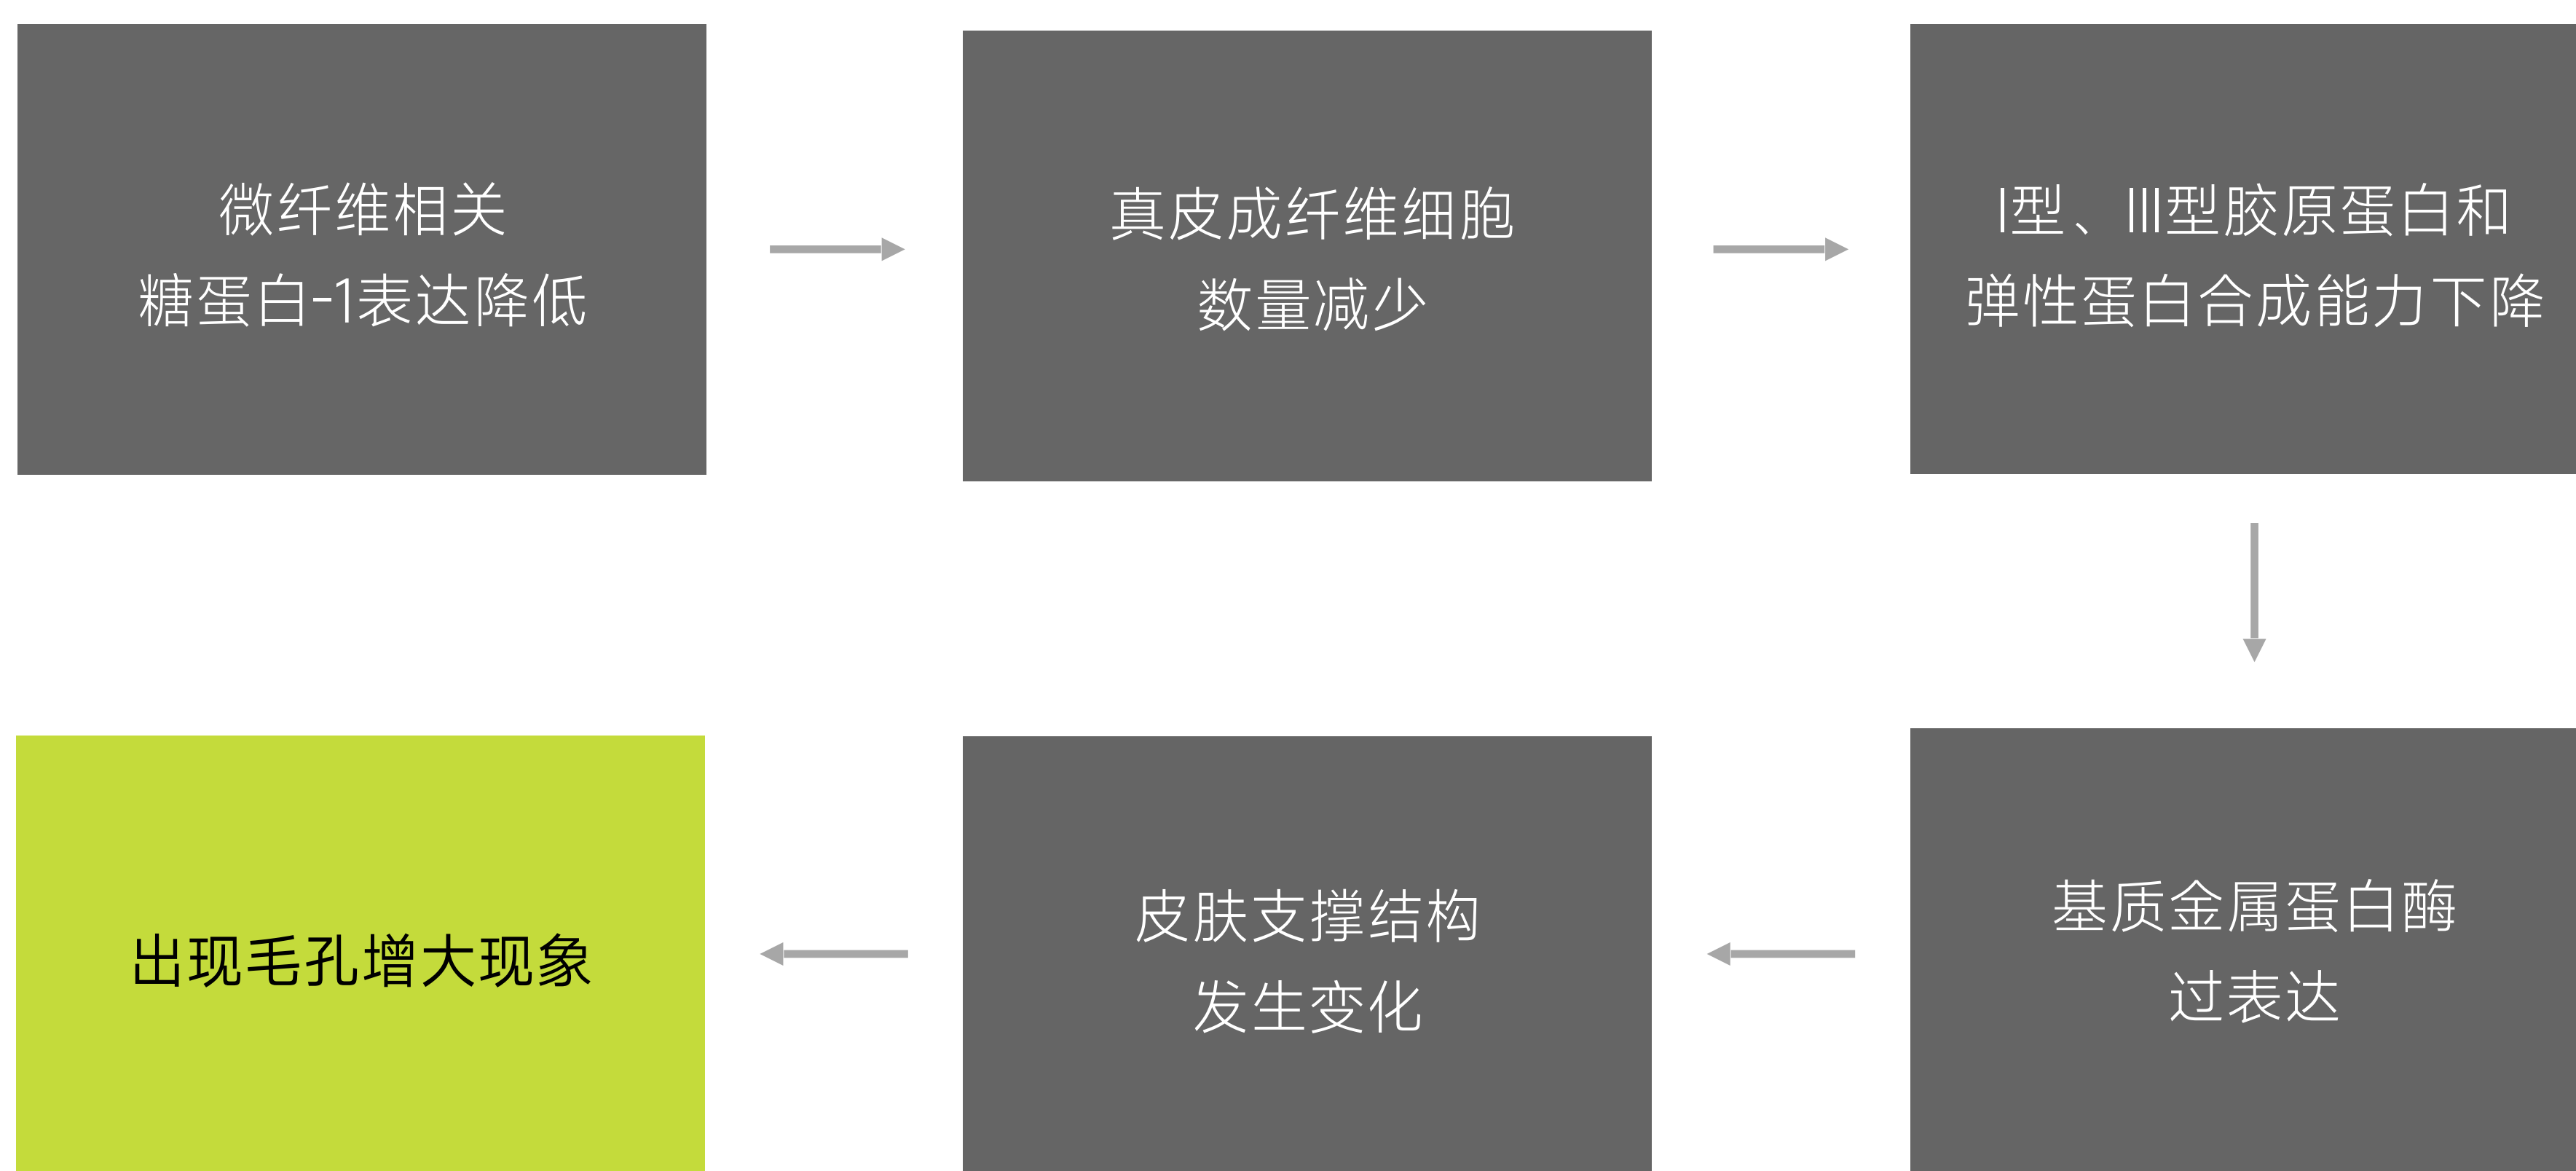 微纤维相关
糖蛋白-1表达降低
真皮成纤维细胞
数量减少
I型、III型胶原蛋白和
弹性蛋白合成能力下降
基质金属蛋白酶
过表达
皮肤支撑结构
发生变化
出现毛孔增大现象